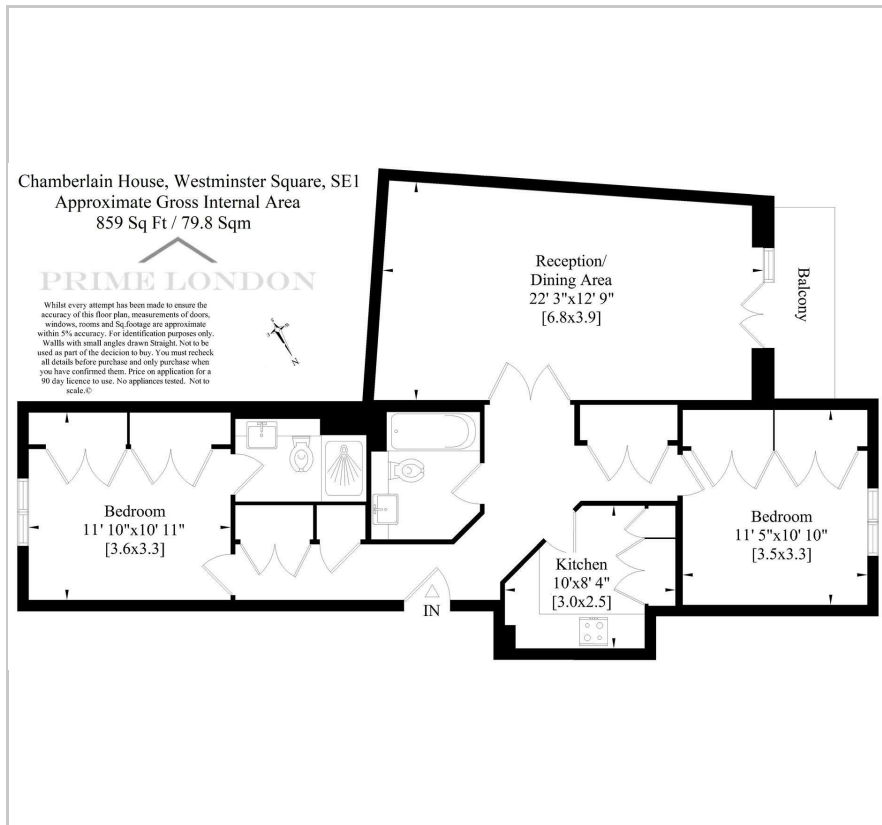 Chamberlain House, Westminster Square, SE1
Approximate Gross Internal Area
859 Sq Ft / 79.8 Sqm
PRIME LONDON
Whilst every attempt has been made to ensure the
accuracy of this floor plan, measurements of doors,
windows, rooms and Sq.footage are approximate
within 5% accuracy. For identification purposes only.
Wallls with small angles drawn Straight. Not to be
used as part of the decicion to buy. You must recheck
all details before purchase and only purchase when
you have confirmed them. Price on application for a
90 day licence to use. No appliances tested. Not to
scale.©
N
Reception/
Dining Area
22' 3"x12' 9"
[6.8x3.9]
Balcony
Bedroom
11' 10"x10' 11"
[3.6x3.3]
IN
Kitchen
10'x8' 4"
[3.0x2.5]
Bedroom
11' 5"x10' 10"
[3.5x3.3]